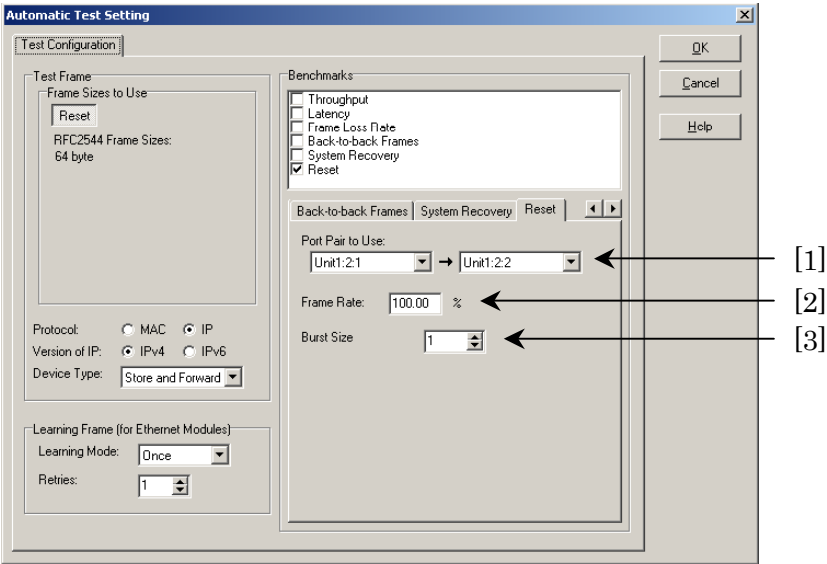 Automatic Test Setting
Test Configuration
OK
Cancel
Help
Test Frame
Frame Sizes to Use
Reset
RFC2544 Frame Sizes:
64 byte
Protocol: MAC IP
Version of IP: IPv4 IPv6
Device Type: Store and Forward
Learning Frame (for Ethernet Modules)
Learning Mode: Once
Retries: 1
Benchmarks
Throughput
Latency
Frame Loss Rate
Back-to-back Frames
System Recovery
Reset
Back-to-back Frames System Recovery Reset
Port Pair to Use:
Unit1:2:1 → Unit1:2:2
Frame Rate: 100.00 %
Burst Size 1
[1]
[2]
[3]